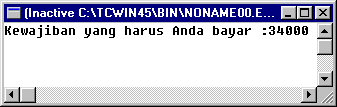 (Inactive C:\TCWIN45\BIN\NONAME00.E...
Kewajiban yang harus Anda bayar :34000